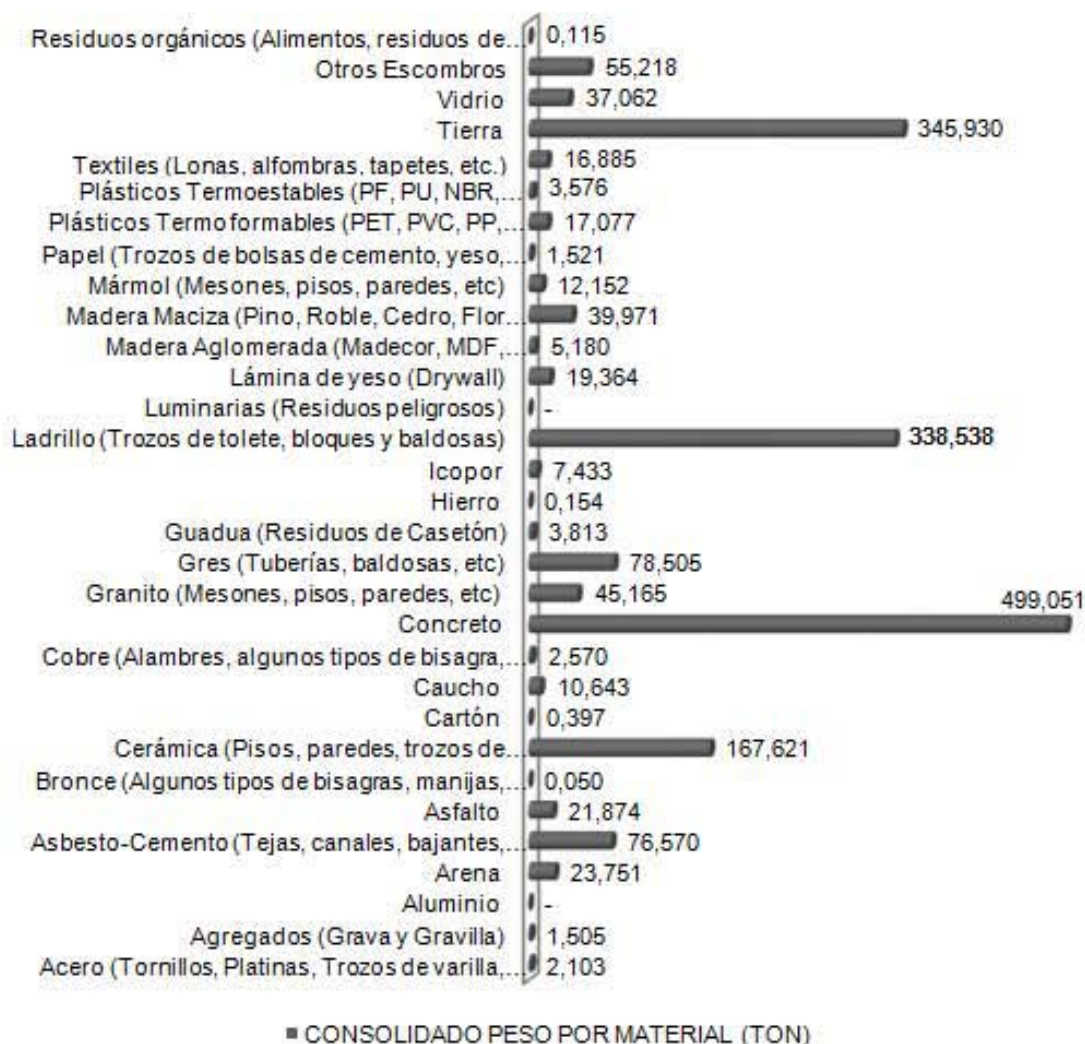 Residuos orgánicos (Alimentos, residuos de... 0,115
Otros Escombros 55,218
Vidrio 37,062
Tierra 345,930
Textiles (Lonas, alfombras, tapetes, etc.) 16,885
Plásticos Termoestables (PF, PU, NBR,... 3,576
Plásticos Termoformables (PET, PVC, PP,... 17,077
Papel (Trozos de bolsas de cemento, yeso,... 1,521
Mármol (Mesones, pisos, paredes, etc) 12,152
Madera Maciza (Pino, Roble, Cedro, Flor... 39,971
Madera Aglomerada (Madecor, MDF,... 5,180
Lámina de yeso (Drywall) 19,364
Luminarias (Residuos peligrosos) -
Ladrillo (Trozos de tolete, bloques y baldosas) 338,538
Icopor 7,433
Hierro 0,154
Guadua (Residuos de Casetón) 3,813
Gres (Tuberías, baldosas, etc) 78,505
Granito (Mesones, pisos, paredes, etc) 45,165
Concreto 499,051
Cobre (Alambres, algunos tipos de bisagra,... 2,570
Caucho 10,643
Cartón 0,397
Cerámica (Pisos, paredes, trozos de... 167,621
Bronce (Algunos tipos de bisagras, manijas,... 0,050
Asfalto 21,874
Asbesto-Cemento (Tejas, canales, bajantes,... 76,570
Arena 23,751
Aluminio -
Agregados (Grava y Gravilla) 1,505
Acero (Tornillos, Platinas, Trozos de varilla,... 2,103
CONSOLIDADO PESO POR MATERIAL (TON)